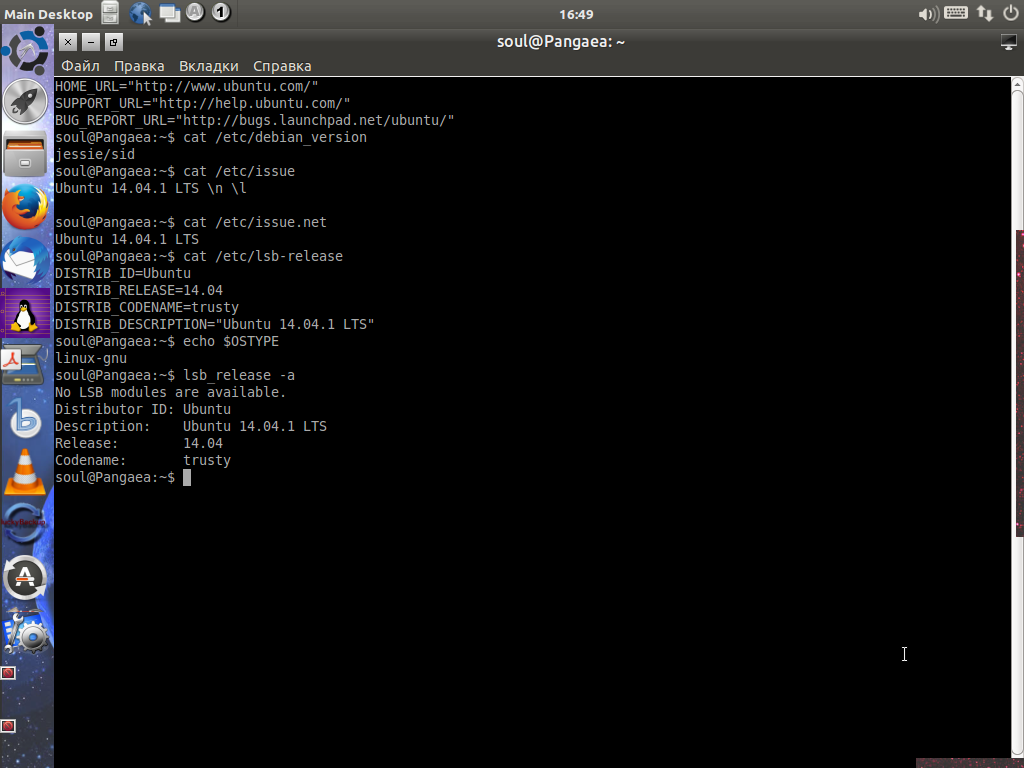 Main Desktop
16:49
soul@Pangaea: ~
Файл Правка Вкладки Справка
HOME_URL="http://www.ubuntu.com/"
SUPPORT_URL="http://help.ubuntu.com/"
BUG_REPORT_URL="http://bugs.launchpad.net/ubuntu/"
soul@Pangaea:~$ cat /etc/debian_version
jessie/sid
soul@Pangaea:~$ cat /etc/issue
Ubuntu 14.04.1 LTS \n \l
soul@Pangaea:~$ cat /etc/issue.net
Ubuntu 14.04.1 LTS
soul@Pangaea:~$ cat /etc/lsb-release
DISTRIB_ID=Ubuntu
DISTRIB_RELEASE=14.04
DISTRIB_CODENAME=trusty
DISTRIB_DESCRIPTION="Ubuntu 14.04.1 LTS"
soul@Pangaea:~$ echo $OSTYPE
linux-gnu
soul@Pangaea:~$ lsb_release -a
No LSB modules are available.
Distributor ID: Ubuntu
Description:    Ubuntu 14.04.1 LTS
Release:        14.04
Codename:       trusty
soul@Pangaea:~$